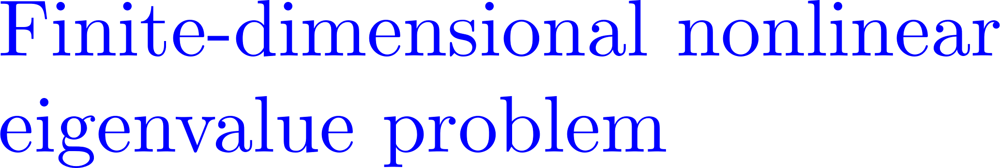 Finite-dimensional nonlinear
eigenvalue problem